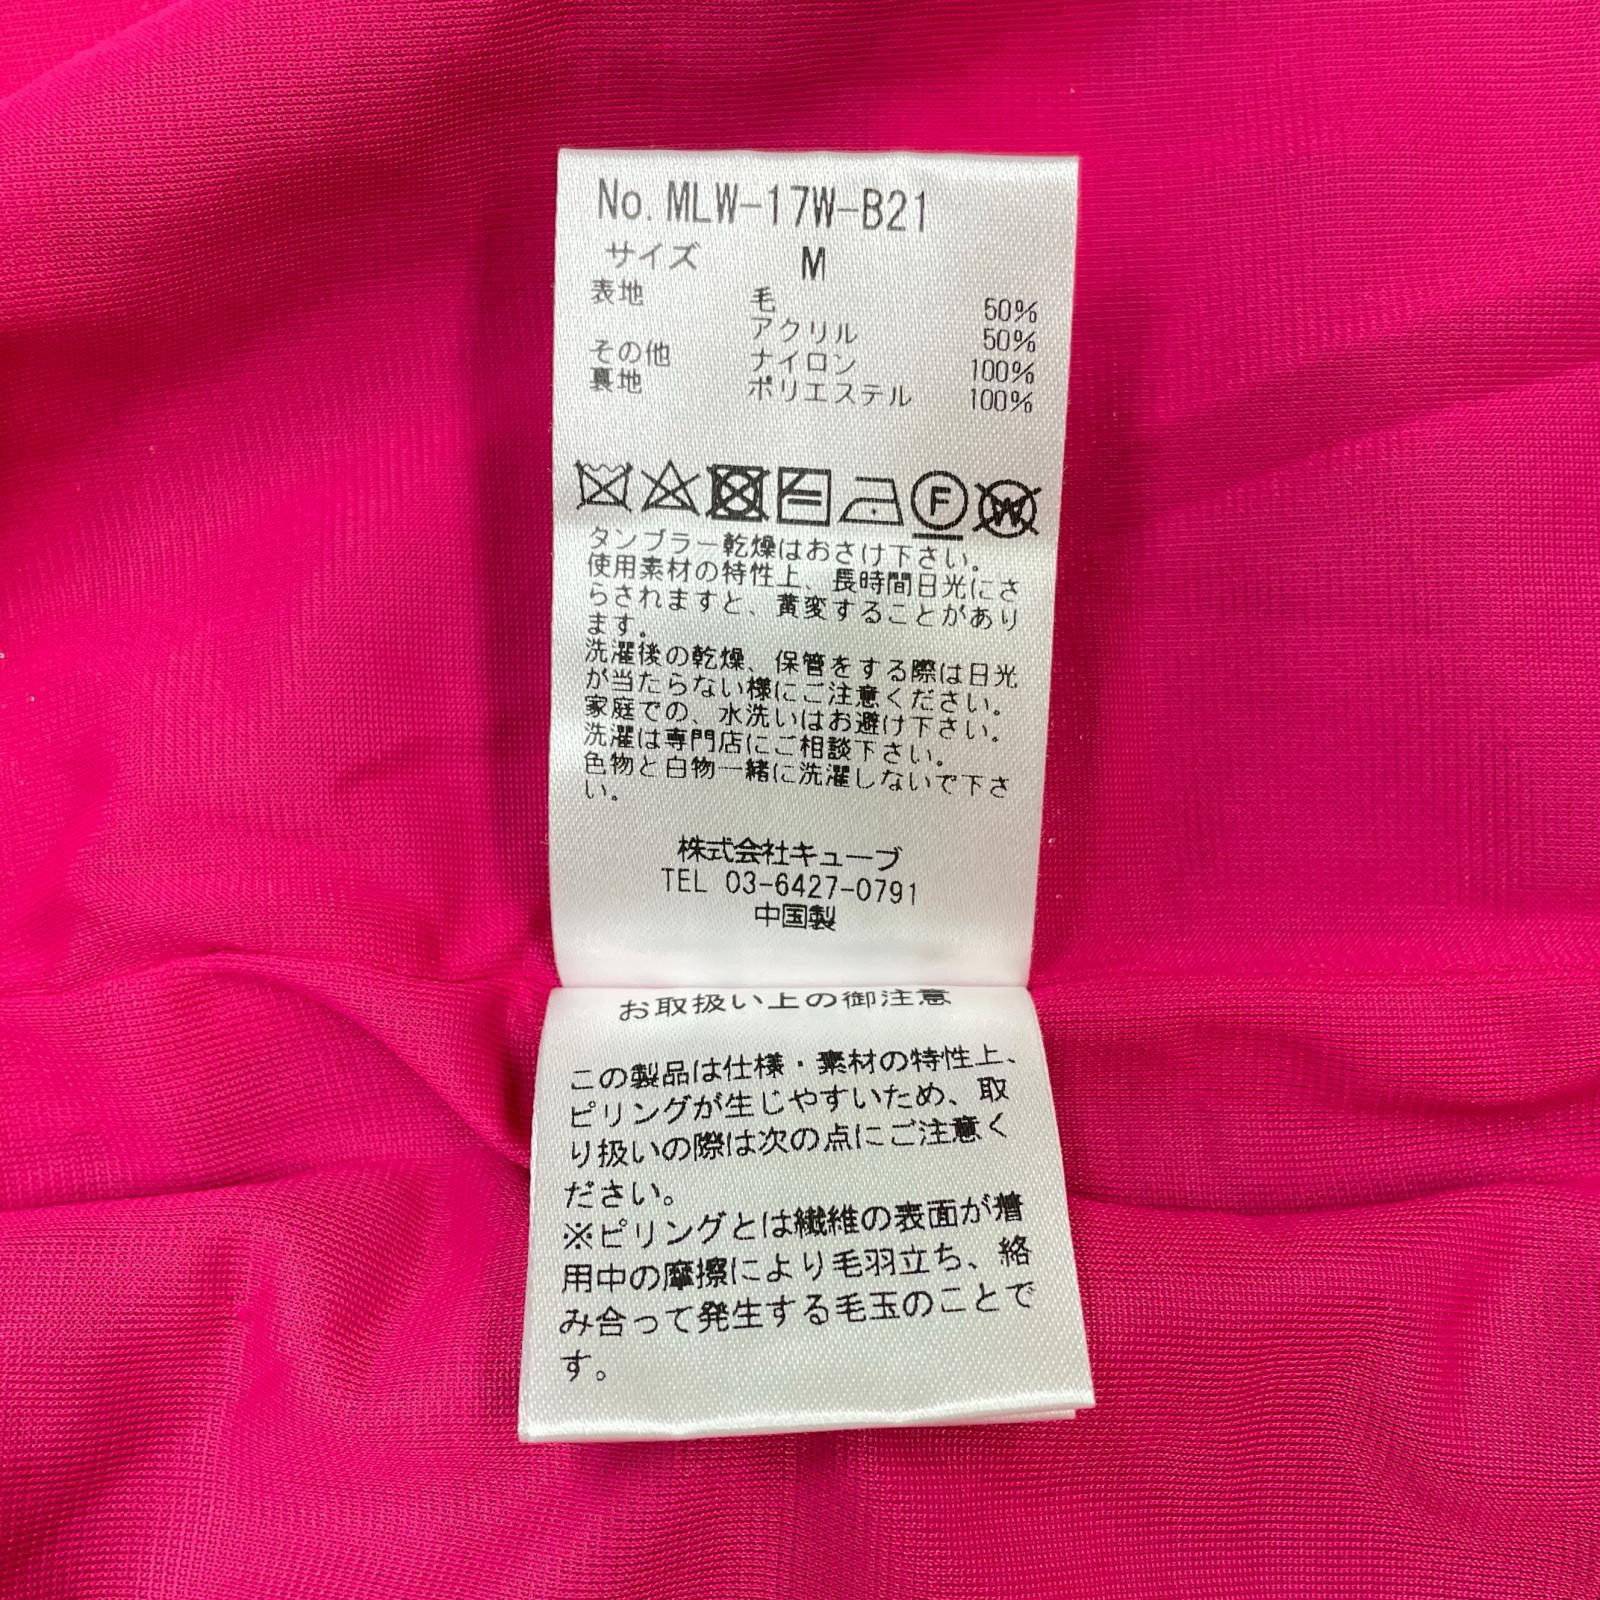 No. MLW-17W-B21
サイズ M
表地 毛 50%
アクリル 50%
その他 ナイロン 100%
裏地 ポリエステル 100%
F W
タンブラー乾燥はおさけ下さい。
使用素材の特性上、長時間日光にさ
らされますと、黄変することがあり
ます。
洗濯後の乾燥、保管をする際は日光
が当たらない様にご注意ください。
家庭での、水洗いはお避け下さい。
洗濯は専門店にご相談下さい。
色物と白物一緒に洗濯しないで下さ
い。
株式会社キューブ
TEL 03-6427-0791
中国製
お取扱い上の御注意
この製品は仕様・素材の特性上、
ピリングが生じやすいため、取
り扱いの際は次の点にご注意く
ださい。
※ピリングとは繊維の表面が着
用中の摩擦により毛羽立ち、絡
み合って発生する毛玉のことで
す。